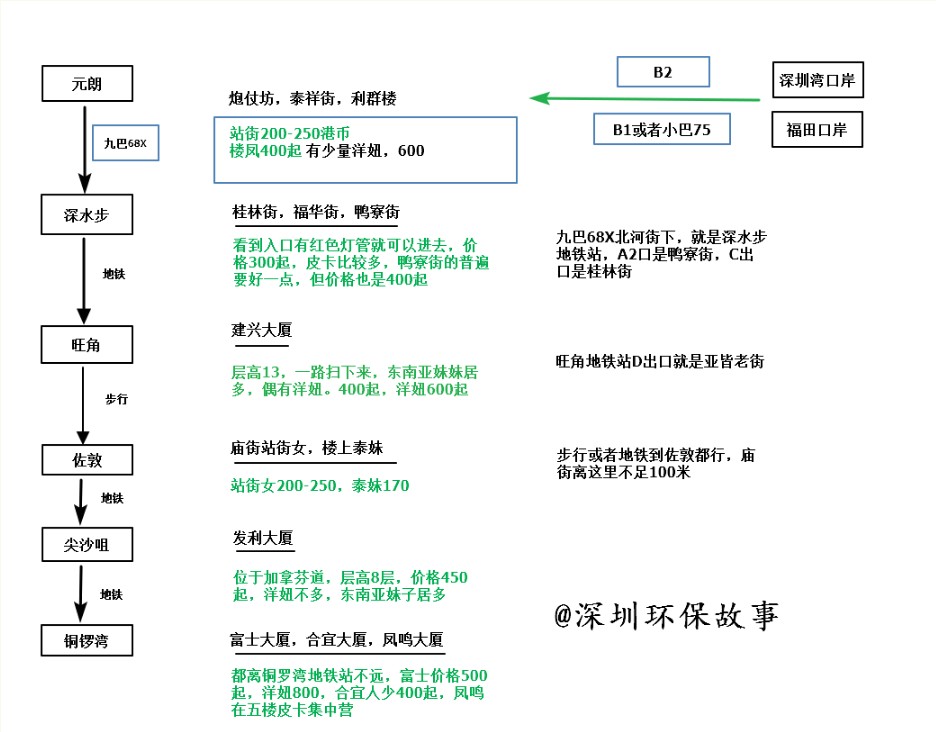 元朗
B2
深圳湾口岸
炮仗坊，泰祥街，利群楼
九巴68X
站街200-250港币
楼凤400起 有少量洋妞，600
B1或者小巴75
福田口岸
深水步
桂林街，福华街，鸭寮街
看到入口有红色灯管就可以进去，价
格300起，皮卡比较多，鸭寮街的普遍
要好一点，但价格也是400起
九巴68X北河街下，就是深水步
地铁站，A2口是鸭寮街，C出
口是桂林街
地铁
旺角
建兴大厦
层高13，一路扫下来，东南亚妹妹居
多，偶有洋妞。400起，洋妞600起
旺角地铁站D出口就是亚皆老街
步行
佐敦
庙街站街女，楼上泰妹
站街女200-250，泰妹170
步行或者地铁到佐敦都行，庙
街离这里不足100米
地铁
尖沙咀
发利大厦
位于加拿芬道，层高8层，价格450
起，洋妞不多，东南亚妹子居多
地铁
@深圳环保故事
铜锣湾
富士大厦，合宜大厦，凤鸣大厦
都离铜罗湾地铁站不远，富士价格500
起，洋妞800，合宜人少400起，凤鸣
在五楼皮卡集中营